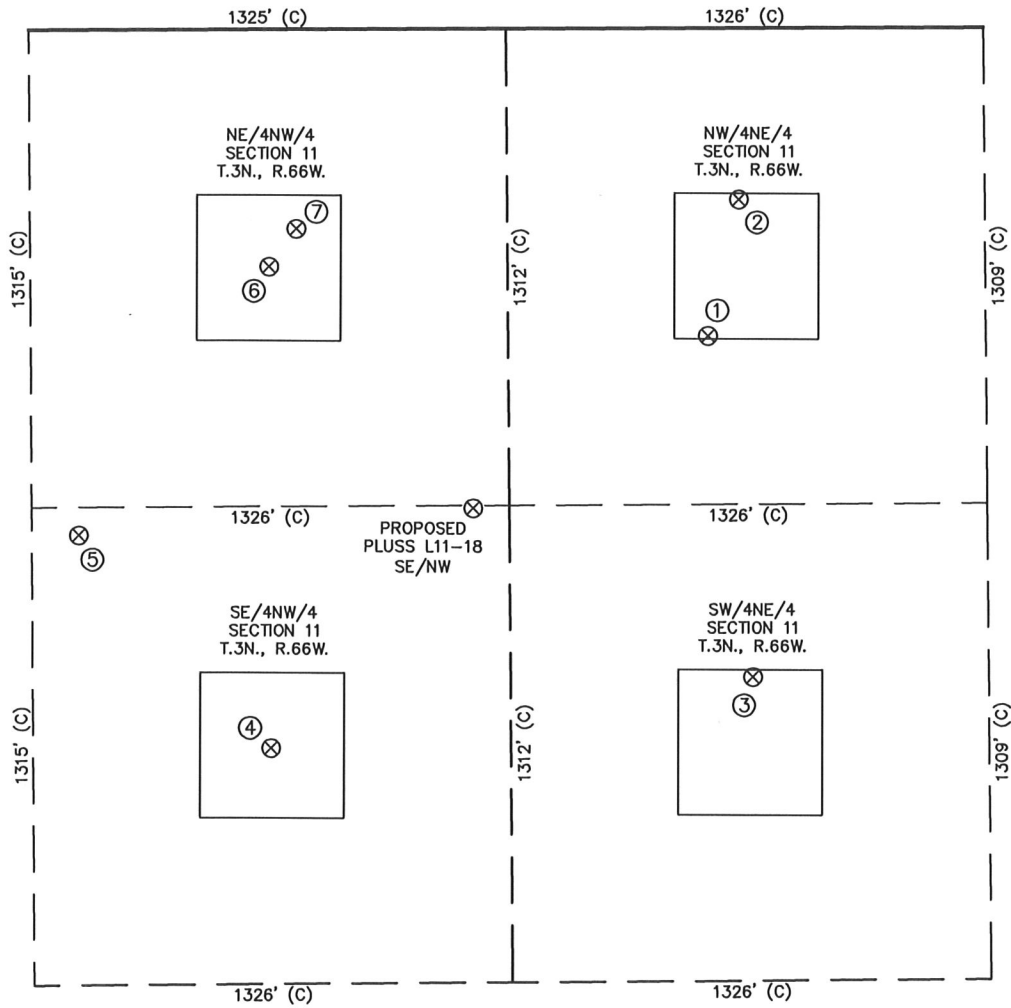 1325' (C)
1326' (C)
NE/4NW/4
SECTION 11
T.3N., R.66W.
NW/4NE/4
SECTION 11
T.3N., R.66W.
7
2
1315' (C)
6
1312' (C)
1
1309' (C)
1326' (C)
1326' (C)
PROPOSED
PLUSS L11-18
SE/NW
5
SE/4NW/4
SECTION 11
T.3N., R.66W.
SW/4NE/4
SECTION 11
T.3N., R.66W.
4
3
1315' (C)
1312' (C)
1309' (C)
1326' (C)
1326' (C)